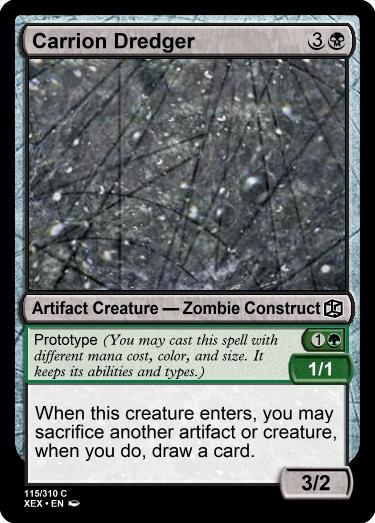 Carrion Dredger 3
Artifact Creature — Zombie Construct
Prototype (You may cast this spell with 1
different mana cost, color, and size. It
keeps its abilities and types.) 1/1
When this creature enters, you may
sacrifice another artifact or creature,
when you do, draw a card.
3/2
115/310 C
XEX • EN